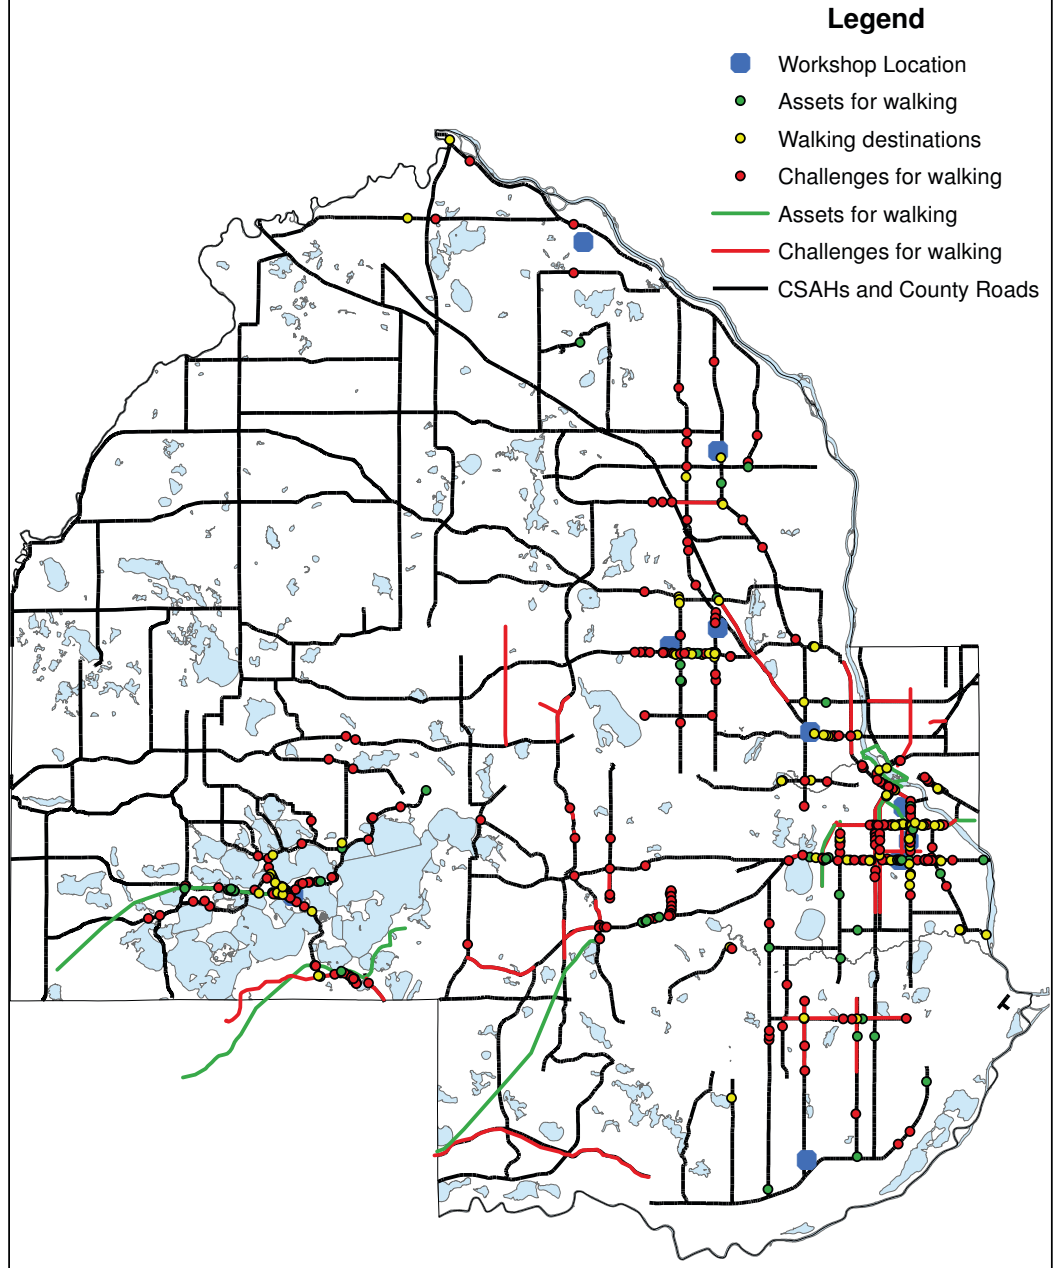 Legend
Workshop Location
Assets for walking
Walking destinations
Challenges for walking
Assets for walking
Challenges for walking
CSAHs and County Roads